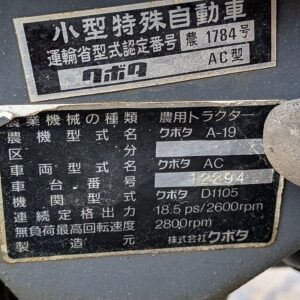 小型特殊自動車
運輸省型式認定番号 農1784号
クボタ AC型
農業機械の種類 農用トラクター
農機型式名 クボタ A-19
区分
車両型式名 クボタ AC
車台番号 12294
機関型式 クボタ D1105
連続定格出力 18.5 ps/2600rpm
無負荷最高回転速度 2800rpm
製造元 株式会社クボタ